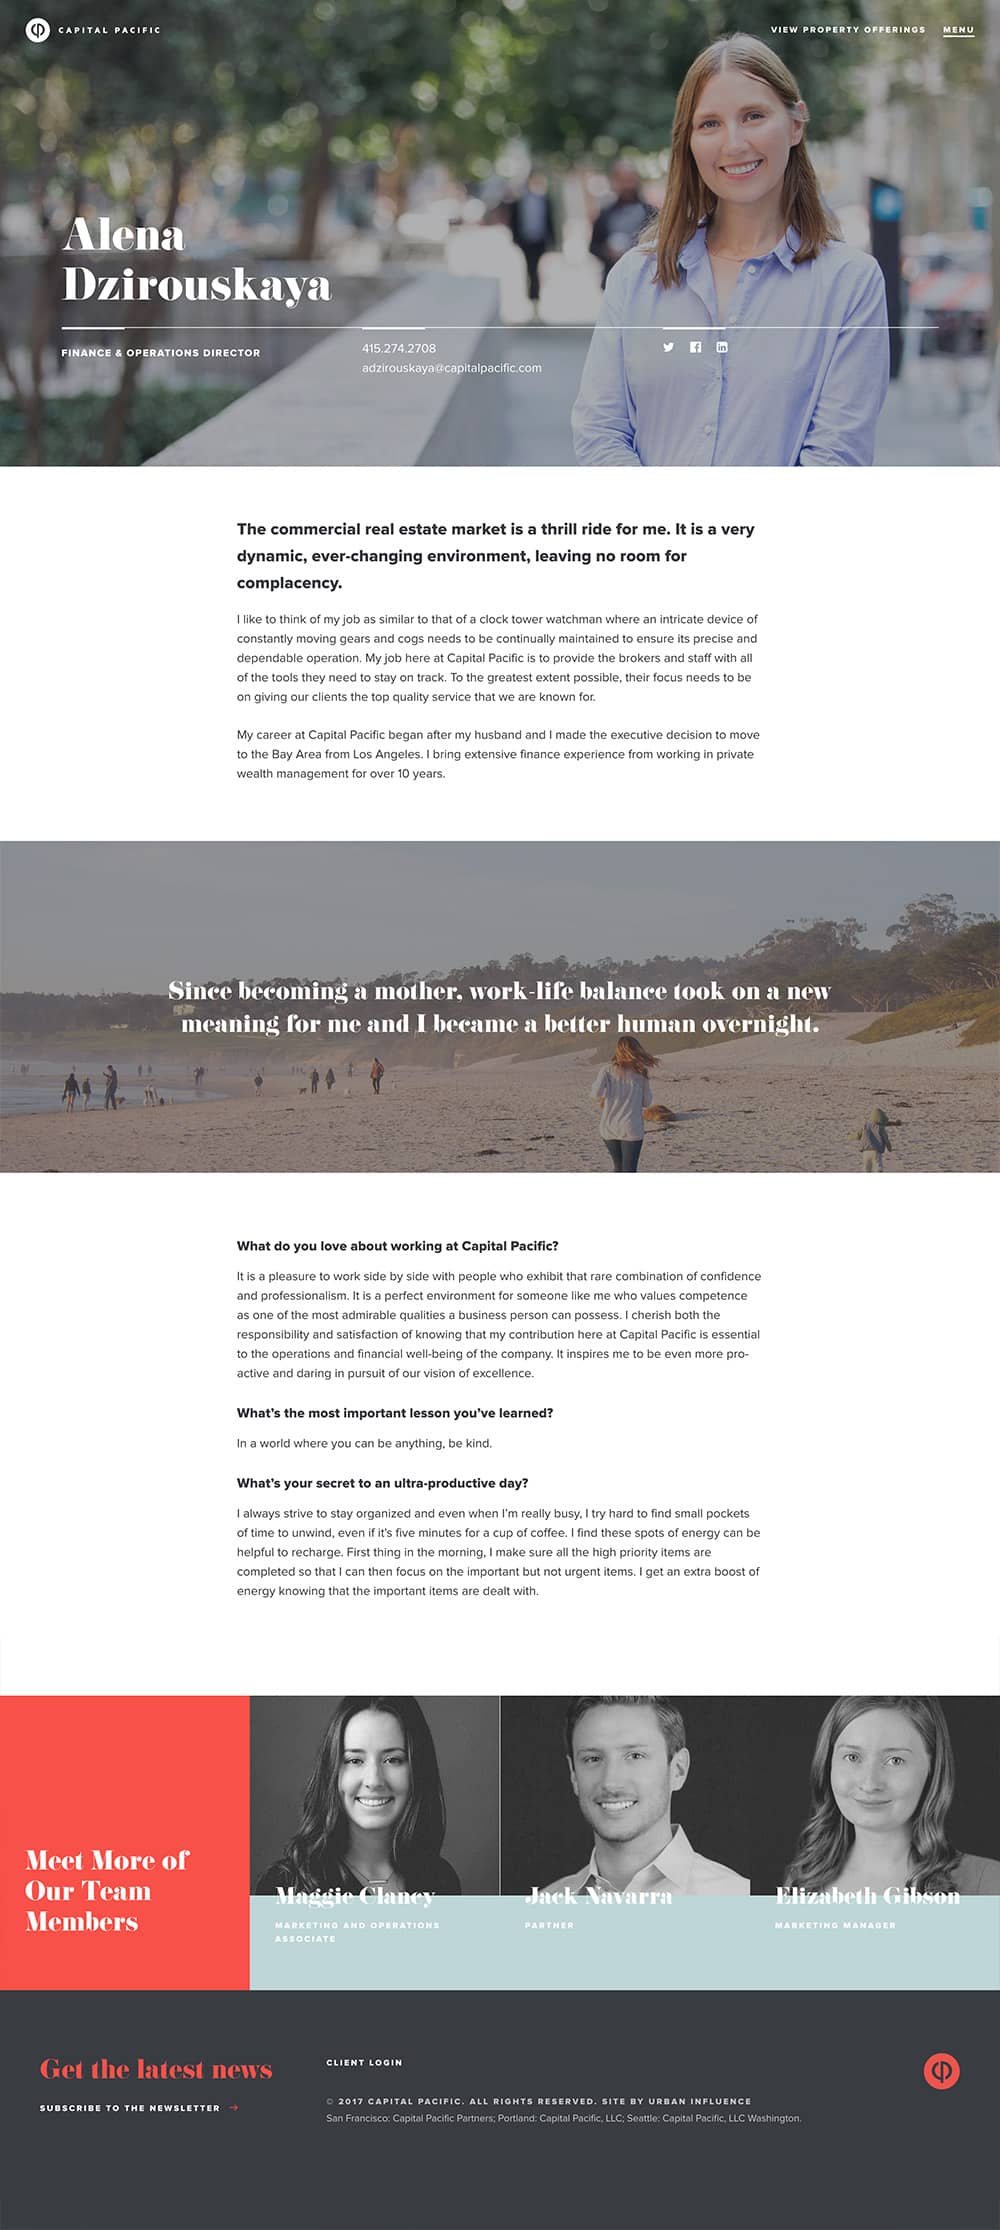 CAPITAL PACIFIC
VIEW PROPERTY OFFERINGS MENU
Alena
Dzirouskaya
FINANCE & OPERATIONS DIRECTOR
415.274.2708
adzirouskaya@capitalpacific.com
The commercial real estate market is a thrill ride for me. It is a very
dynamic, ever-changing environment, leaving no room for
complacency.
I like to think of my job as similar to that of a clock tower watchman where an intricate device of
constantly moving gears and cogs needs to be continually maintained to ensure its precise and
dependable operation. My job here at Capital Pacific is to provide the brokers and staff with all
of the tools they need to stay on track. To the greatest extent possible, their focus needs to be
on giving our clients the top quality service that we are known for.
My career at Capital Pacific began after my husband and I made the executive decision to move
to the Bay Area from Los Angeles. I bring extensive finance experience from working in private
wealth management for over 10 years.
Since becoming a mother, work-life balance took on a new
meaning for me and I became a better human overnight.
What do you love about working at Capital Pacific?
It is a pleasure to work side by side with people who exhibit that rare combination of confidence
and professionalism. It is a perfect environment for someone like me who values competence
as one of the most admirable qualities a business person can possess. I cherish both the
responsibility and satisfaction of knowing that my contribution here at Capital Pacific is essential
to the operations and financial well-being of the company. It inspires me to be even more pro-
active and daring in pursuit of our vision of excellence.
What's the most important lesson you've learned?
In a world where you can be anything, be kind.
What's your secret to an ultra-productive day?
I always strive to stay organized and even when I'm really busy, I try hard to find small pockets
of time to unwind, even if it's five minutes for a cup of coffee. I find these spots of energy can be
helpful to recharge. First thing in the morning, I make sure all the high priority items are
completed so that I can then focus on the important but not urgent items. I get an extra boost of
energy knowing that the important items are dealt with.
Meet More of
Our Team
Members
Maggie Clancy
MARKETING AND OPERATIONS
ASSOCIATE
Jack Navarra
PARTNER
Elizabeth Gibson
MARKETING MANAGER
Get the latest news
SUBSCRIBE TO THE NEWSLETTER →
CLIENT LOGIN
© 2017 CAPITAL PACIFIC. ALL RIGHTS RESERVED. SITE BY URBAN INFLUENCE
San Francisco: Capital Pacific Partners; Portland: Capital Pacific, LLC; Seattle: Capital Pacific, LLC Washington.